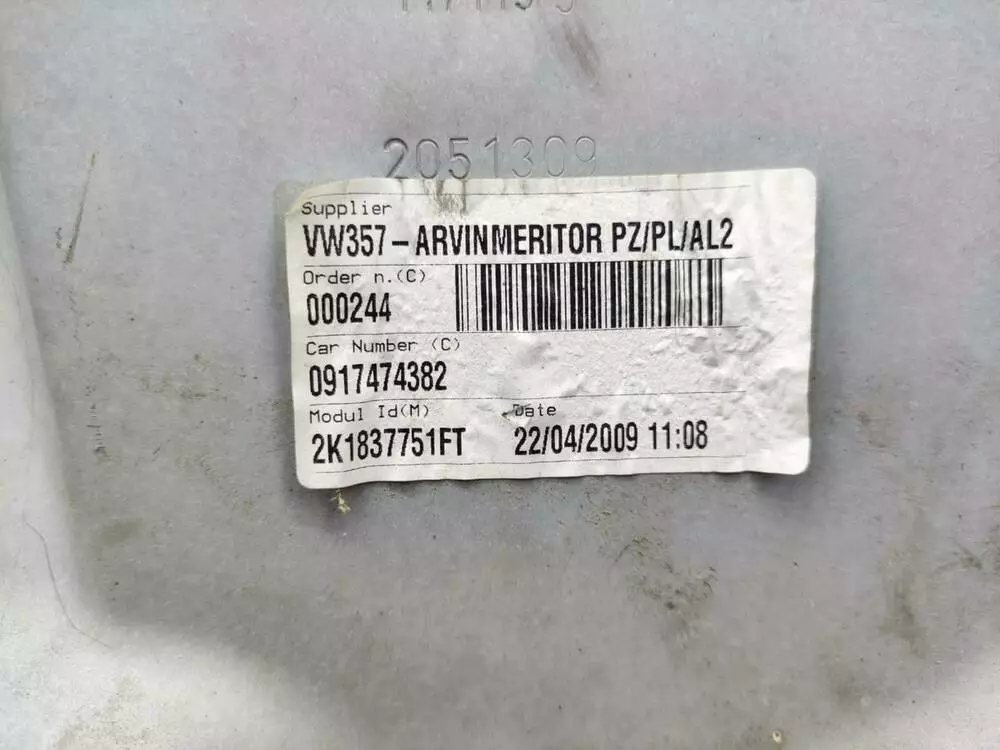 2051309
Supplier
VW357-ARVINMERITOR PZ/PL/AL2
Order n.(C)
000244
Car Number (C)
0917474382
Modul Id(M) Date
2K1837751FT 22/04/2009 11:08